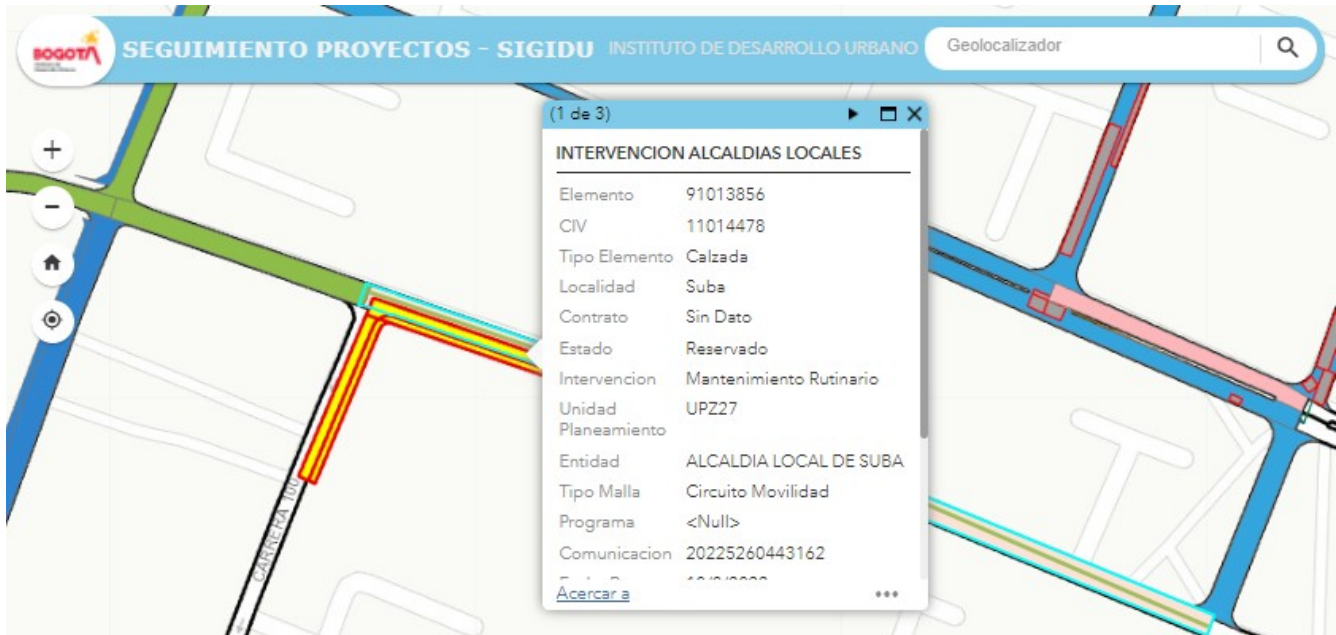 BOGOTA
SEGUIMIENTO PROYECTOS - SIGIDU INSTITUTO DE DESARROLLO URBANO
Geolocalizador
(1 de 3)
INTERVENCION ALCALDIAS LOCALES
Elemento 91013856
CIV 11014478
Tipo Elemento Calzada
Localidad Suba
Contrato Sin Dato
Estado Reservado
Intervencion Mantenimiento Rutinario
Unidad Planeamiento UPZ27
Entidad ALCALDIA LOCAL DE SUBA
Tipo Malla Circuito Movilidad
Programa <Null>
Comunicacion 20225260443162
Acercar a
CARRERA 100